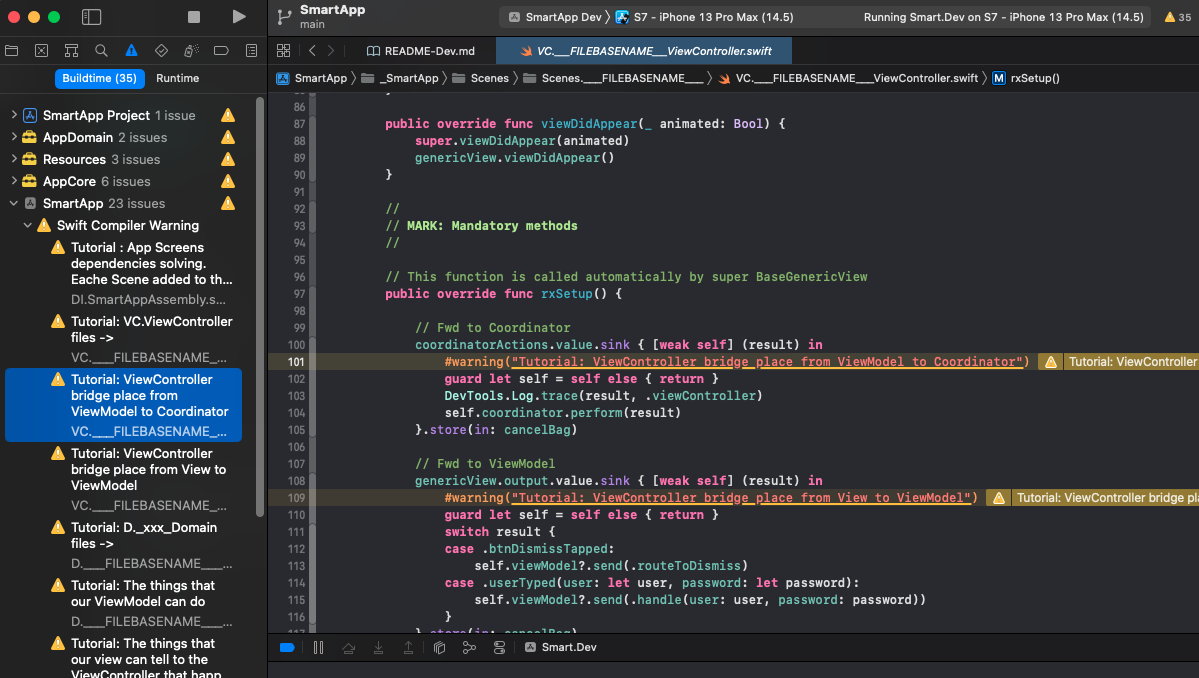 SmartApp
main
SmartApp Dev
S7 - iPhone 13 Pro Max (14.5)
Running Smart.Dev on S7 - iPhone 13 Pro Max (14.5)
35
README-Dev.md
VC.___FILEBASENAME___ViewController.swift
Buildtime (35)
Runtime
SmartApp
_SmartApp
Scenes
Scenes.___FILEBASENAME___
VC.___FILEBASENAME___ViewController.swift
M
rxSetup()
SmartApp Project 1 issue
AppDomain 2 issues
Resources 3 issues
AppCore 6 issues
SmartApp 23 issues
Swift Compiler Warning
Tutorial : App Screens
dependencies solving.
Eache Scene added to th...
DI.SmartAppAssembly.s...
Tutorial: VC.ViewController
files ->
VC.___FILEBASENAME_...
Tutorial: ViewController
bridge place from
ViewModel to Coordinator
VC.___FILEBASENAME_...
Tutorial: ViewController
bridge place from View to
ViewModel
VC.___FILEBASENAME_...
Tutorial: D._xxx_Domain
files ->
D.___FILEBASENAME___...
Tutorial: The things that
our ViewModel can do
D.___FILEBASENAME___...
Tutorial: The things that
our view can tell to the
ViewController that happ
86
87 public override func viewDidAppear(_ animated: Bool) {
88 super.viewDidAppear(animated)
89 genericView.viewDidAppear()
90 }
91
92 //
93 // MARK: Mandatory methods
94 //
95
96 // This function is called automatically by super BaseGenericView
97 public override func rxSetup() {
98
99 // Fwd to Coordinator
100 coordinatorActions.value.sink { [weak self] (result) in
101 #warning("Tutorial: ViewController bridge place from ViewModel to Coordinator") Tutorial: ViewController
102 guard let self = self else { return }
103 DevTools.Log.trace(result, .viewController)
104 self.coordinator.perform(result)
105 }.store(in: cancelBag)
106
107 // Fwd to ViewModel
108 genericView.output.value.sink { [weak self] (result) in
109 #warning("Tutorial: ViewController bridge place from View to ViewModel") Tutorial: ViewController bridge pla
110 guard let self = self else { return }
111 switch result {
112 case .btnDismissTapped:
113 self.viewModel?.send(.routeToDismiss)
114 case .userTyped(user: let user, password: let password):
115 self.viewModel?.send(.handle(user: user, password: password))
116 }
117 }.store(in: cancelBag)
Smart.Dev